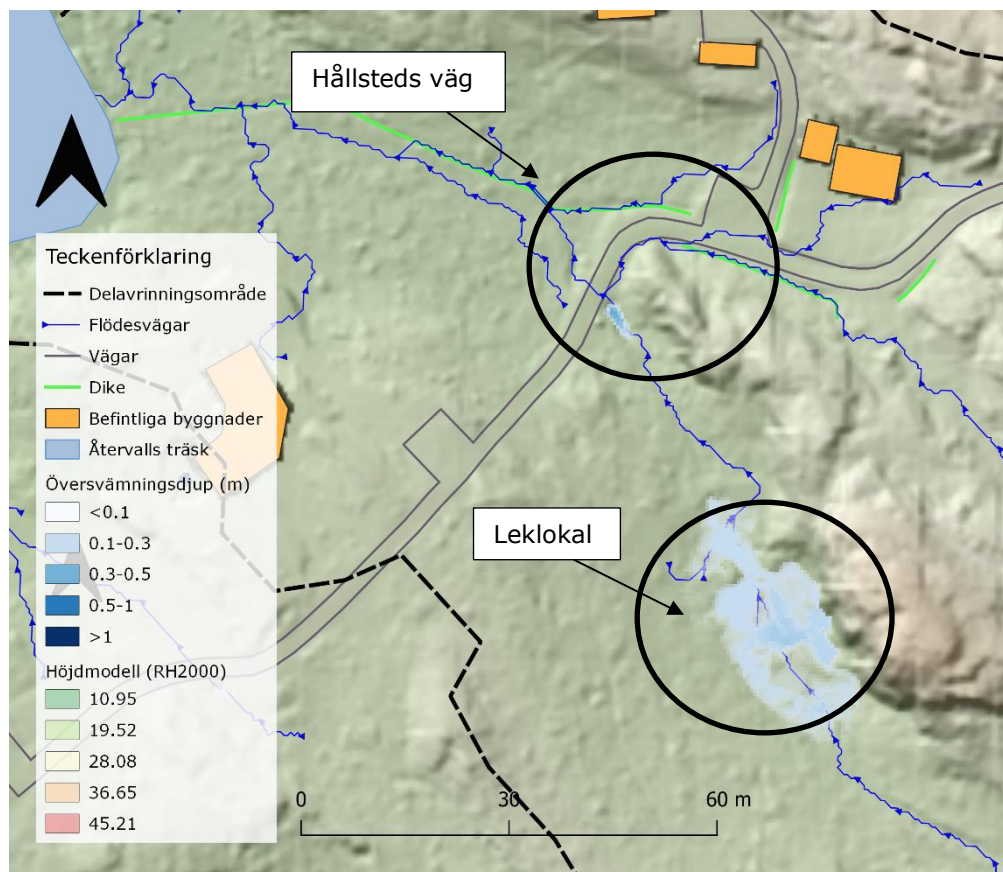 Hållsteds väg
Teckenförklaring
Delavrinningsområde
Flödesvägar
Vägar
Dike
Befintliga byggnader
Återvalls träsk
Översvämningsdjup (m)
<0.1
0.1-0.3
0.3-0.5
0.5-1
>1
Höjdmodell (RH2000)
10.95
19.52
28.08
36.65
45.21
Leklokal
0 30 60 m